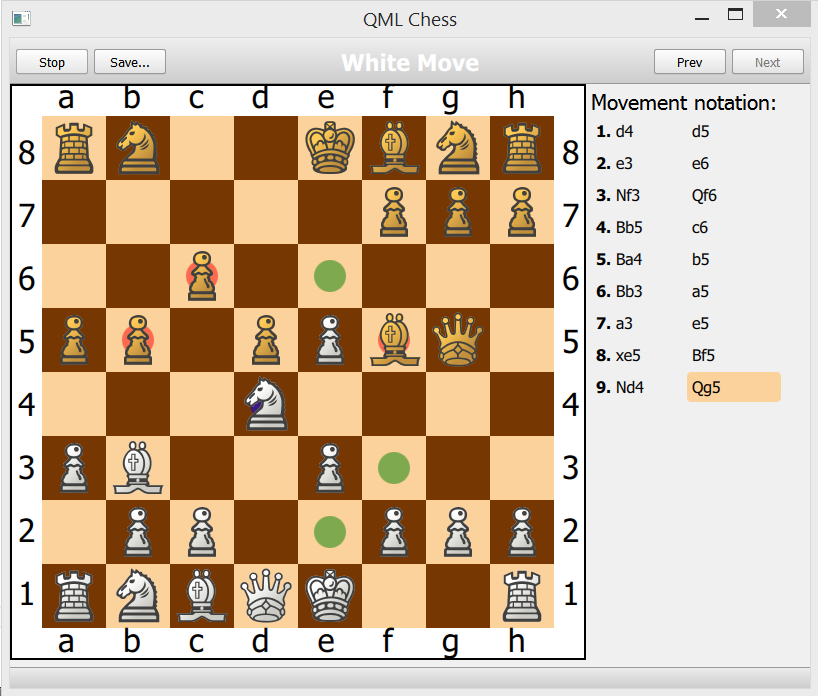 QML Chess
Stop Save... White Move Prev Next
a b c d e f g h
Movement notation:
8 8
7 7
6 6
5 5
4 4
3 3
2 2
1 1
a b c d e f g h
1. d4 d5
2. e3 e6
3. Nf3 Qf6
4. Bb5 c6
5. Ba4 b5
6. Bb3 a5
7. a3 e5
8. xe5 Bf5
9. Nd4 Qg5